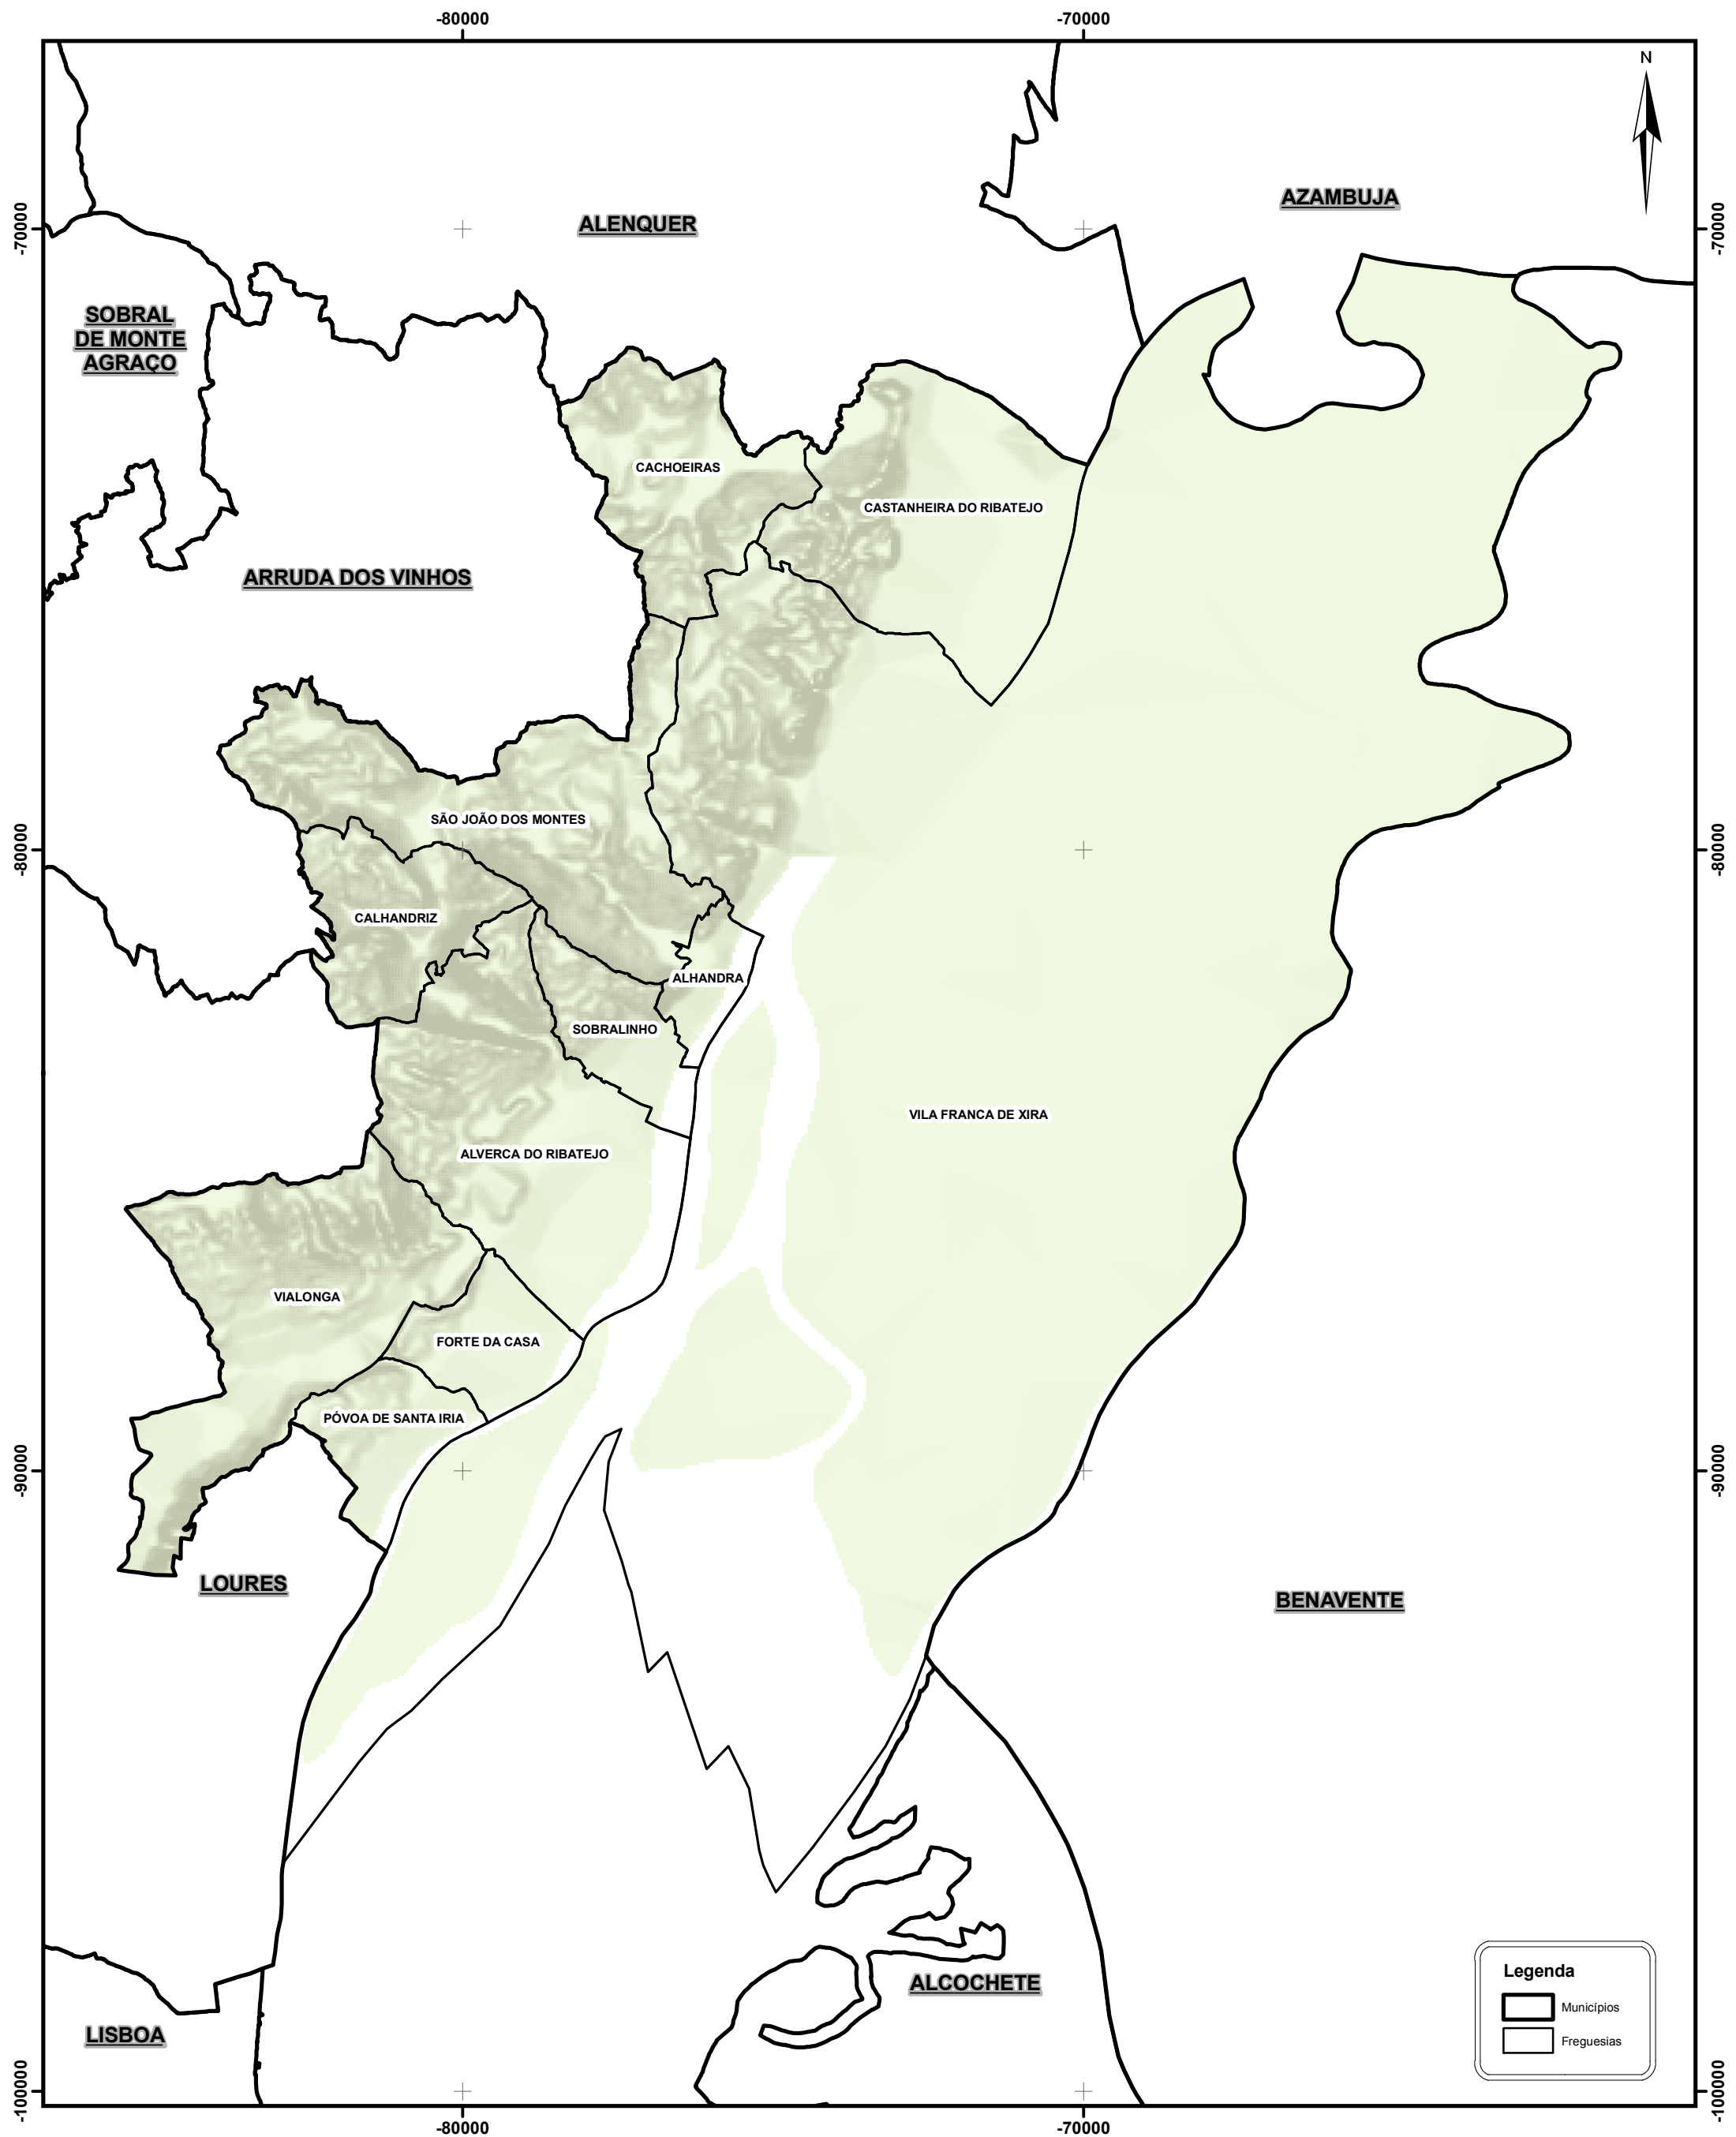 -80000
-70000
N
AZAMBUJA
ALENQUER
-70000
-70000
SOBRAL
DE MONTE
AGRAÇO
CACHOEIRAS
CASTANHEIRA DO RIBATEJO
ARRUDA DOS VINHOS
SÃO JOÃO DOS MONTES
-80000
-80000
CALHANDRIZ
ALHANDRA
SOBRALINHO
VILA FRANCA DE XIRA
ALVERCA DO RIBATEJO
VIALONGA
FORTE DA CASA
PÓVOA DE SANTA IRIA
-90000
-90000
LOURES
BENAVENTE
Legenda
ALCOCHETE
Municípios
LISBOA
Freguesias
-100000
-100000
-80000
-70000